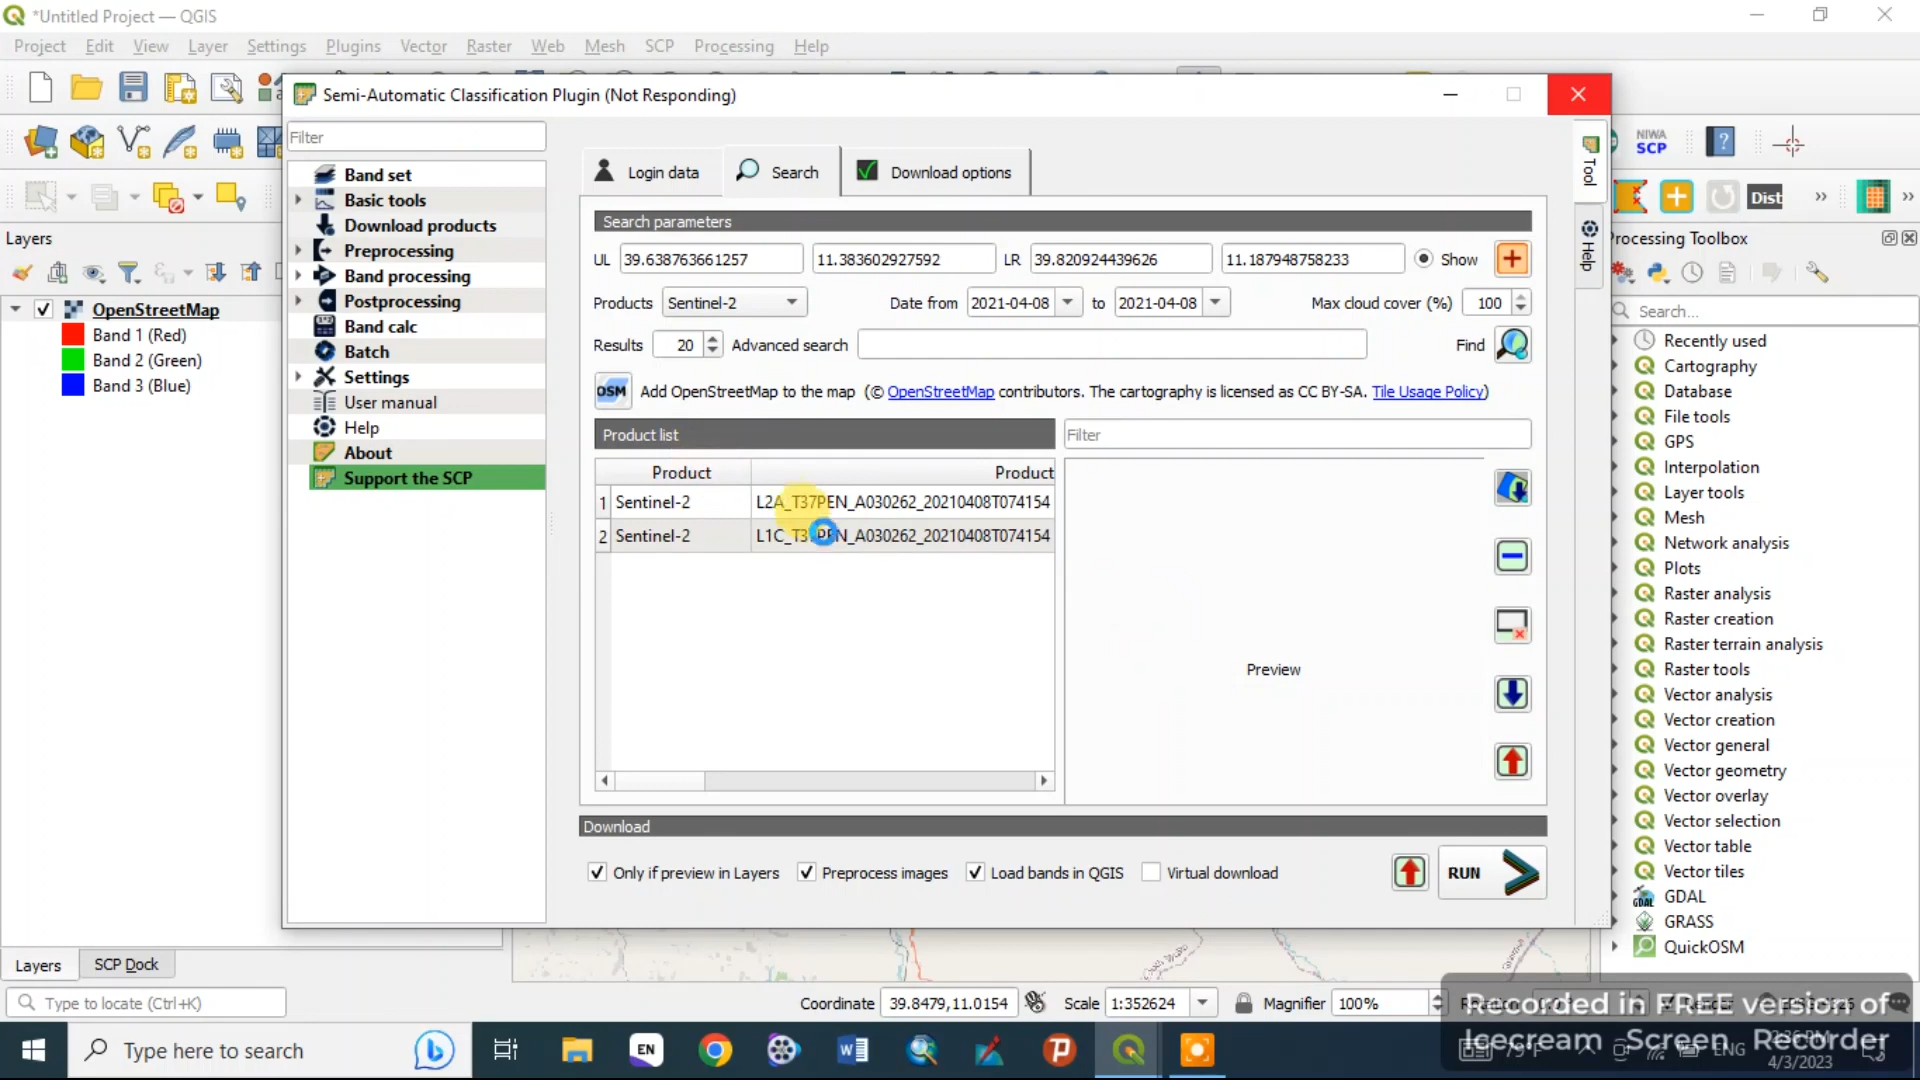 *Untitled Project — QGIS
Project Edit View Layer Settings Plugins Vector Raster Web Mesh SCP Processing Help
Semi-Automatic Classification Plugin (Not Responding)
Filter
Band set
Basic tools
Download products
Preprocessing
Band processing
Postprocessing
Band calc
Batch
Settings
User manual
Help
About
Support the SCP
Login data Search Download options
Search parameters
UL 39.638763661257 11.383602927592 LR 39.820924439626 11.187948758233 Show
Products Sentinel-2 Date from 2021-04-08 to 2021-04-08 Max cloud cover (%) 100
Results 20 Advanced search Find
OSM Add OpenStreetMap to the map (© OpenStreetMap contributors. The cartography is licensed as CC BY-SA. Tile Usage Policy)
Product list Filter
Product Product
1 Sentinel-2 L2A_T37PEN_A030262_20210408T074154
2 Sentinel-2 L1C_T37PEN_A030262_20210408T074154
Preview
Download
Only if preview in Layers Preprocess images Load bands in QGIS Virtual download RUN
Tool
Help
Layers
OpenStreetMap
Band 1 (Red)
Band 2 (Green)
Band 3 (Blue)
NIWA
SCP
Dist
Processing Toolbox
Search...
Recently used
Cartography
Database
File tools
GPS
Interpolation
Layer tools
Mesh
Network analysis
Plots
Raster analysis
Raster creation
Raster terrain analysis
Raster tools
Vector analysis
Vector creation
Vector general
Vector geometry
Vector overlay
Vector selection
Vector table
Vector tiles
GDAL
GRASS
QuickOSM
Layers SCP Dock
Type to locate (Ctrl+K) Coordinate 39.8479,11.0154 Scale 1:352624 Magnifier 100%
Recorded in FREE version of
Icecream Screen Recorder
Type here to search EN ENG
4/3/2023